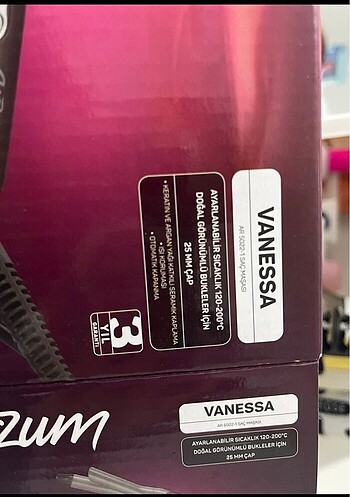 VANESSA
AR 5022-1 SAÇ MAŞASI
AYARLANABİLİR SICAKLIK 120-200°C
DOĞAL GÖRÜNÜMLÜ BUKLELER İÇİN
25 MM ÇAP
• KERATİN VE ARGAN YAĞI KATKILI SERAMİK KAPLAMA
• ISI KORUMASI
• OTOMATİK KAPANMA
3
YIL
GARANTİ
zum
VANESSA
AR 5022-1 SAÇ MAŞASI
AYARLANABİLİR SICAKLIK 120-200°C
DOĞAL GÖRÜNÜMLÜ BUKLELER İÇİN
25 MM ÇAP